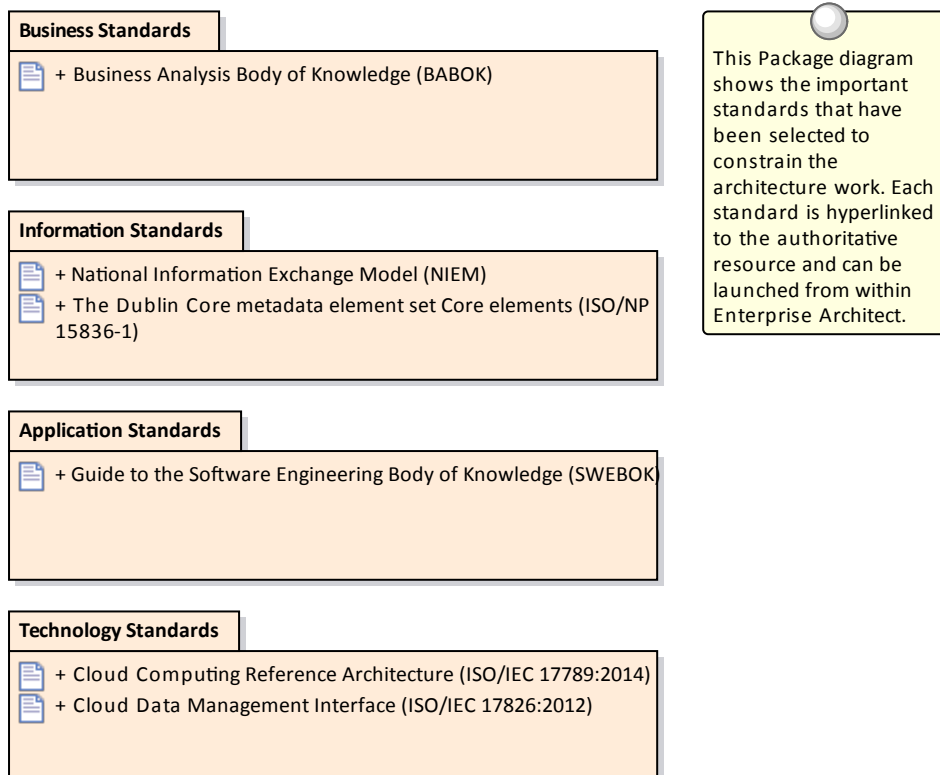 Business Standards
+ Business Analysis Body of Knowledge (BABOK)
Information Standards
+ National Information Exchange Model (NIEM)
+ The Dublin Core metadata element set Core elements (ISO/NP
15836-1)
Application Standards
+ Guide to the Software Engineering Body of Knowledge (SWEBOK)
Technology Standards
+ Cloud Computing Reference Architecture (ISO/IEC 17789:2014)
+ Cloud Data Management Interface (ISO/IEC 17826:2012)
This Package diagram
shows the important
standards that have
been selected to
constrain the
architecture work. Each
standard is hyperlinked
to the authoritative
resource and can be
launched from within
Enterprise Architect.